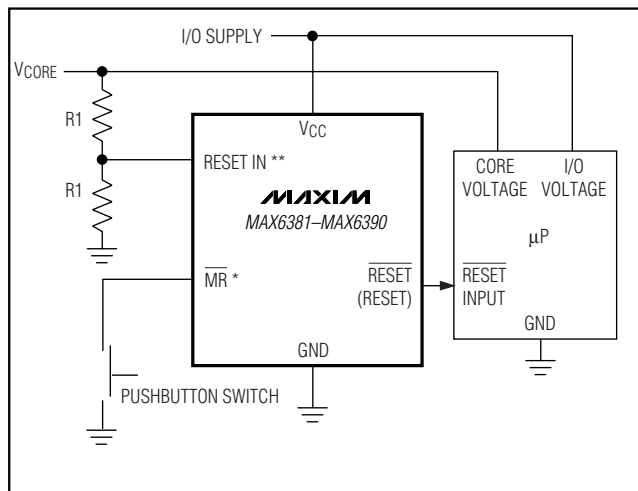 I/O SUPPLY
VCORE
R1
VCC
RESET IN **
CORE VOLTAGE
I/O VOLTAGE
MAXIM
MAX6381–MAX6390
R1
μP
MR *
RESET
(RESET)
RESET
INPUT
GND
GND
PUSHBUTTON SWITCH